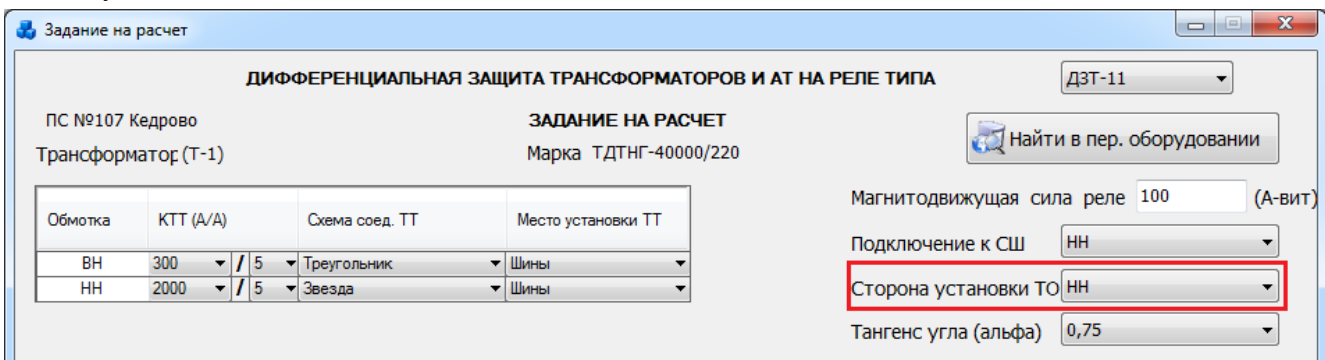 Задание на расчет
ДИФФЕРЕНЦИАЛЬНАЯ ЗАЩИТА ТРАНСФОРМАТОРОВ И АТ НА РЕЛЕ ТИПА ДЗТ-11
ПС №107 Кедрово ЗАДАНИЕ НА РАСЧЕТ
Найти в пер. оборудовании
Трансформатор (Т-1) Марка ТДТНГ-40000/220
Магнитодвижущая сила реле 100 (А-вит)
Обмотка КТТ (А/А) Схема соед. ТТ Место установки ТТ
Подключение к СШ НН
ВН 300 / 5 Треугольник Шины
НН 2000 / 5 Звезда Шины
Сторона установки ТО НН
Тангенс угла (альфа) 0,75